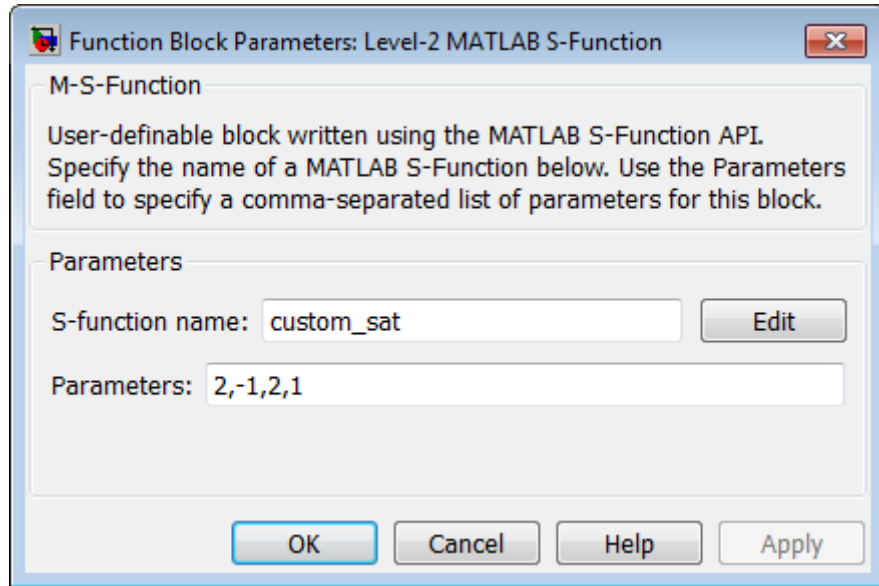 Function Block Parameters: Level-2 MATLAB S-Function
M-S-Function
User-definable block written using the MATLAB S-Function API.
Specify the name of a MATLAB S-Function below. Use the Parameters
field to specify a comma-separated list of parameters for this block.
Parameters
S-function name: custom_sat Edit
Parameters: 2,-1,2,1
OK Cancel Help Apply